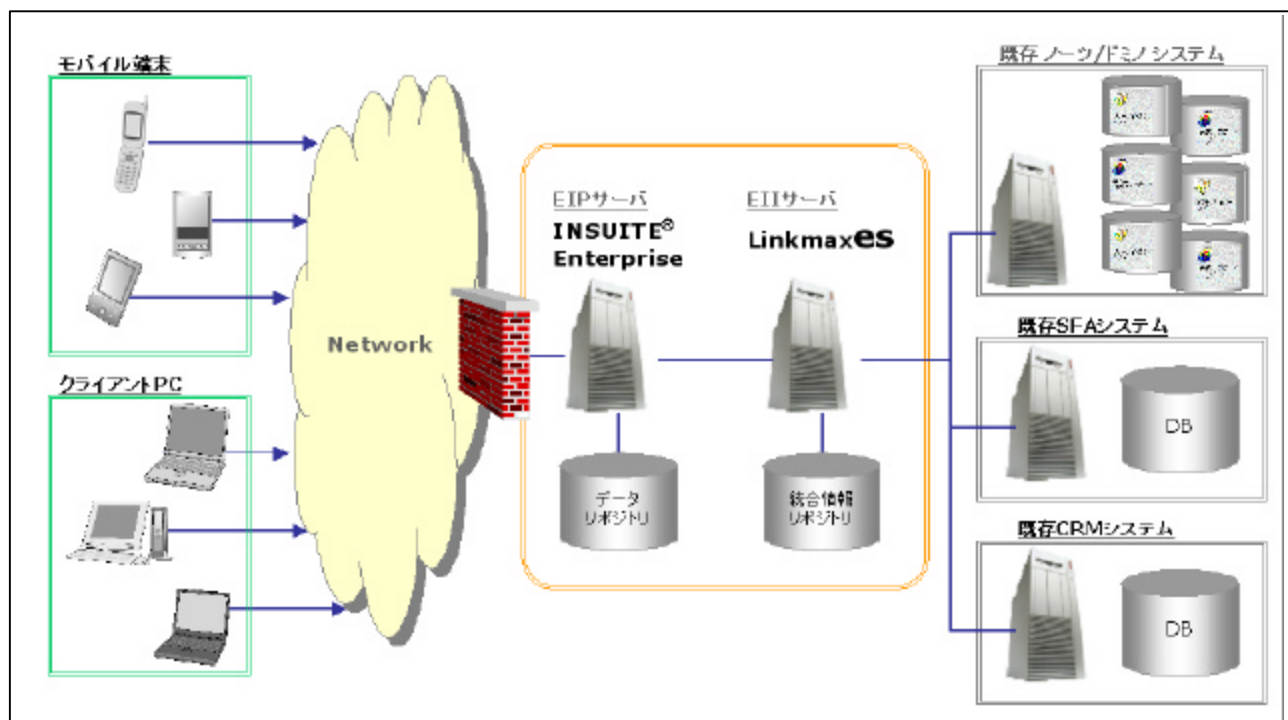 モバイル端末
クライアントPC
Network
EIPサーバ
INSUITE®
Enterprise
データ
リポジトリ
EIIサーバ
Linkmaxes
統合情報
リポジトリ
既存 ノーツ/ドミノ システム
既存SFAシステム
DB
既存CRMシステム
DB